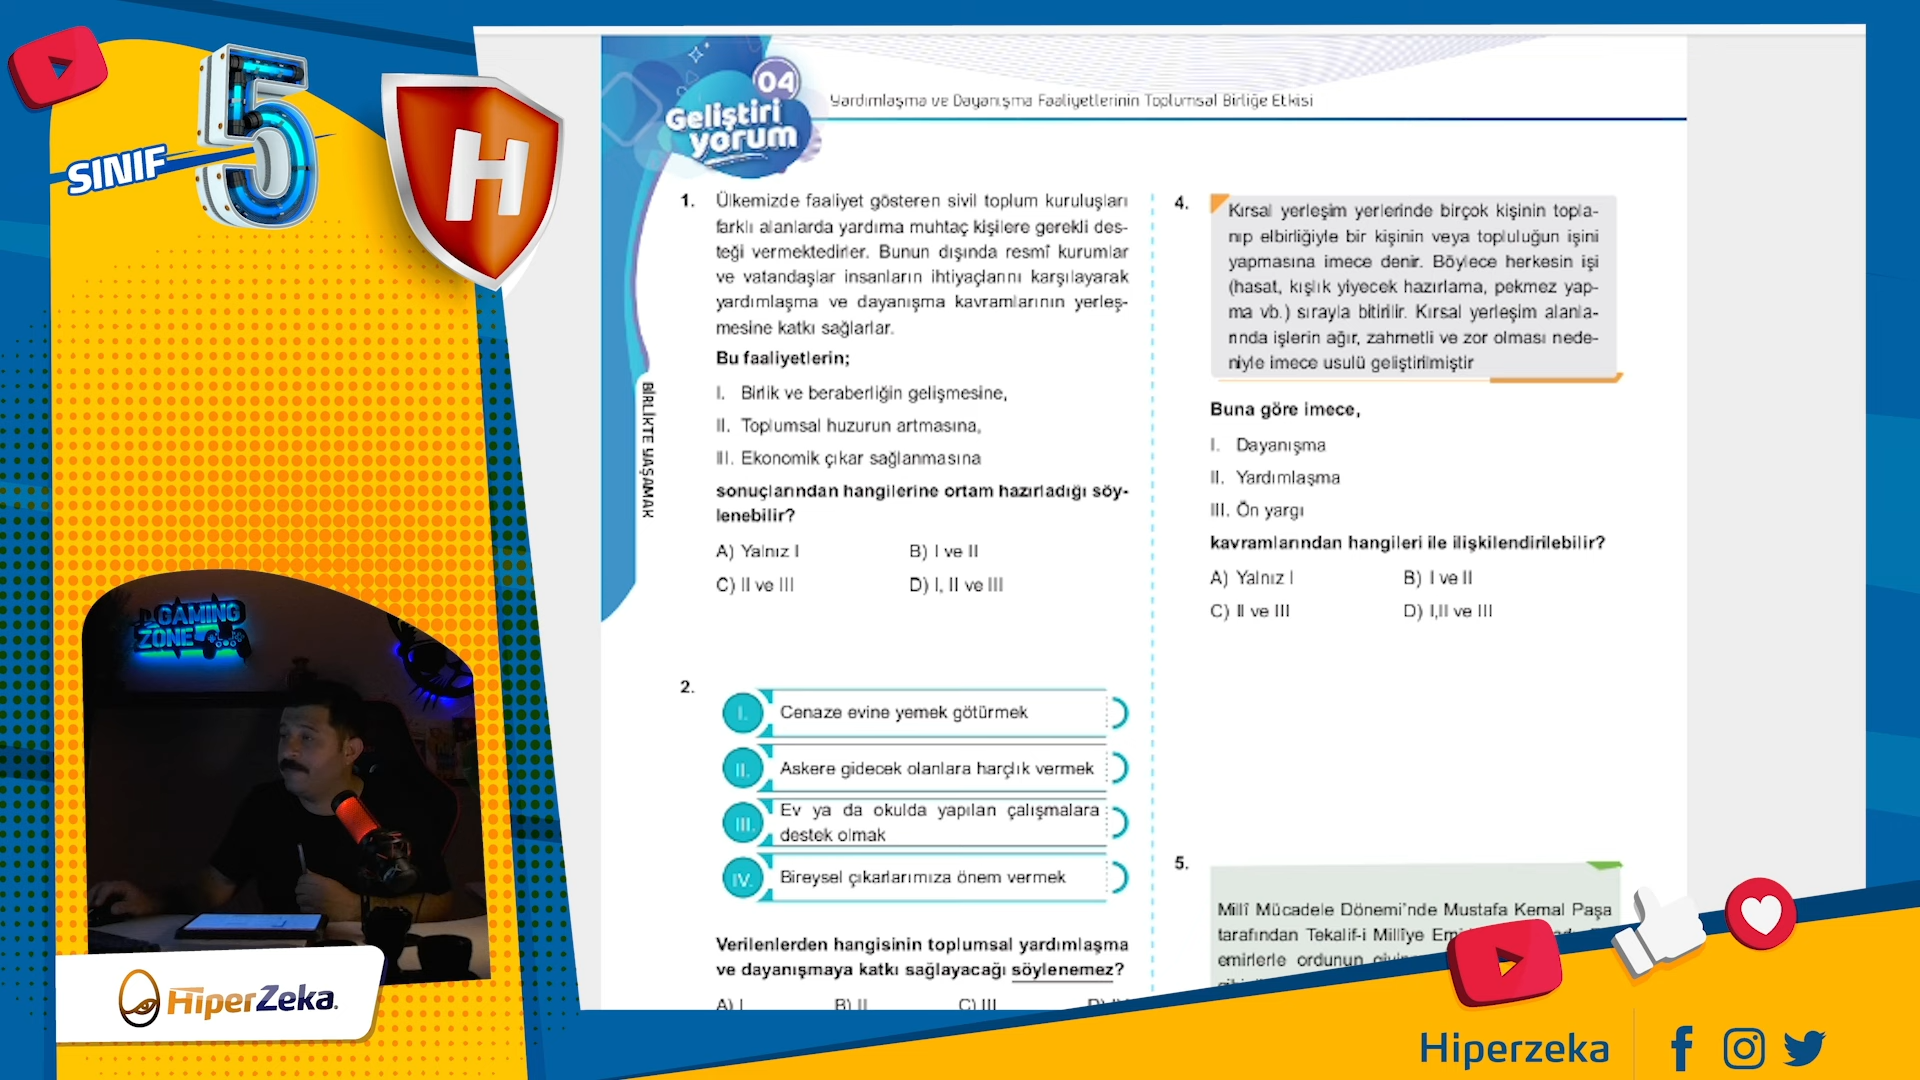 SINIF 5
H
GAMING
ZONE
HiperZeka.
04
Geliştiri
yorum
Yardımlaşma ve Dayanışma Faaliyetlerinin Toplumsal Birliğe Etkisi
BİRLİKTE YAŞAMAK
1. Ülkemizde faaliyet gösteren sivil toplum kuruluşları
farklı alanlarda yardıma muhtaç kişilere gerekli des-
teği vermektedirler. Bunun dışında resmî kurumlar
ve vatandaşlar insanların ihtiyaçlarını karşılayarak
yardımlaşma ve dayanışma kavramlarının yerleş-
mesine katkı sağlarlar.
Bu faaliyetlerin;
I. Birlik ve beraberliğin gelişmesine,
II. Toplumsal huzurun artmasına,
III. Ekonomik çıkar sağlanmasına
sonuçlarından hangilerine ortam hazırladığı söy-
lenebilir?
A) Yalnız I B) I ve II
C) II ve III D) I, II ve III
2.
I. Cenaze evine yemek götürmek
II. Askere gidecek olanlara harçlık vermek
III. Ev ya da okulda yapılan çalışmalara
destek olmak
IV. Bireysel çıkarlarımıza önem vermek
Verilenlerden hangisinin toplumsal yardımlaşma
ve dayanışmaya katkı sağlayacağı söylenemez?
A) I B) II C) III D) IV
4. Kırsal yerleşim yerlerinde birçok kişinin topla-
nıp elbirliğiyle bir kişinin veya topluluğun işini
yapmasına imece denir. Böylece herkesin işi
(hasat, kışlık yiyecek hazırlama, pekmez yap-
ma vb.) sırayla bitirilir. Kırsal yerleşim alanla-
rında işlerin ağır, zahmetli ve zor olması nede-
niyle imece usulü geliştirilmiştir
Buna göre imece,
I. Dayanışma
II. Yardımlaşma
III. Ön yargı
kavramlarından hangileri ile ilişkilendirilebilir?
A) Yalnız I B) I ve II
C) II ve III D) I,II ve III
5.
Millî Mücadele Dönemi'nde Mustafa Kemal Paşa
tarafından Tekalif-i Milliye
emirlerle ordunun
Hiperzeka